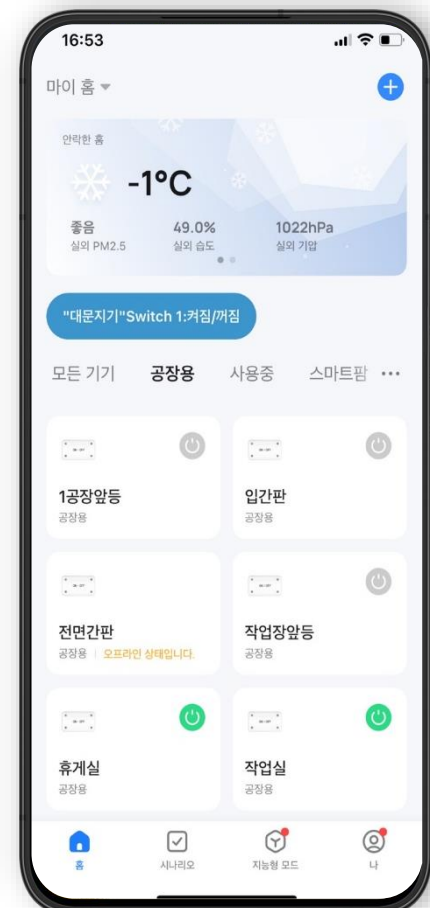 16:53
마이 홈
안락한 홈
-1°C
좋음 49.0% 1022hPa
실외 PM2.5 실외 습도 실외 기압
"대문지기"Switch 1:켜짐/꺼짐
모든 기기 공장용 사용중 스마트팜 •••
1공장앞등 입간판
공장용 공장용
전면간판 작업장앞등
공장용 | 오프라인 상태입니다. 공장용
휴게실 작업실
공장용 공장용
홈 시나리오 지능형 모드 나